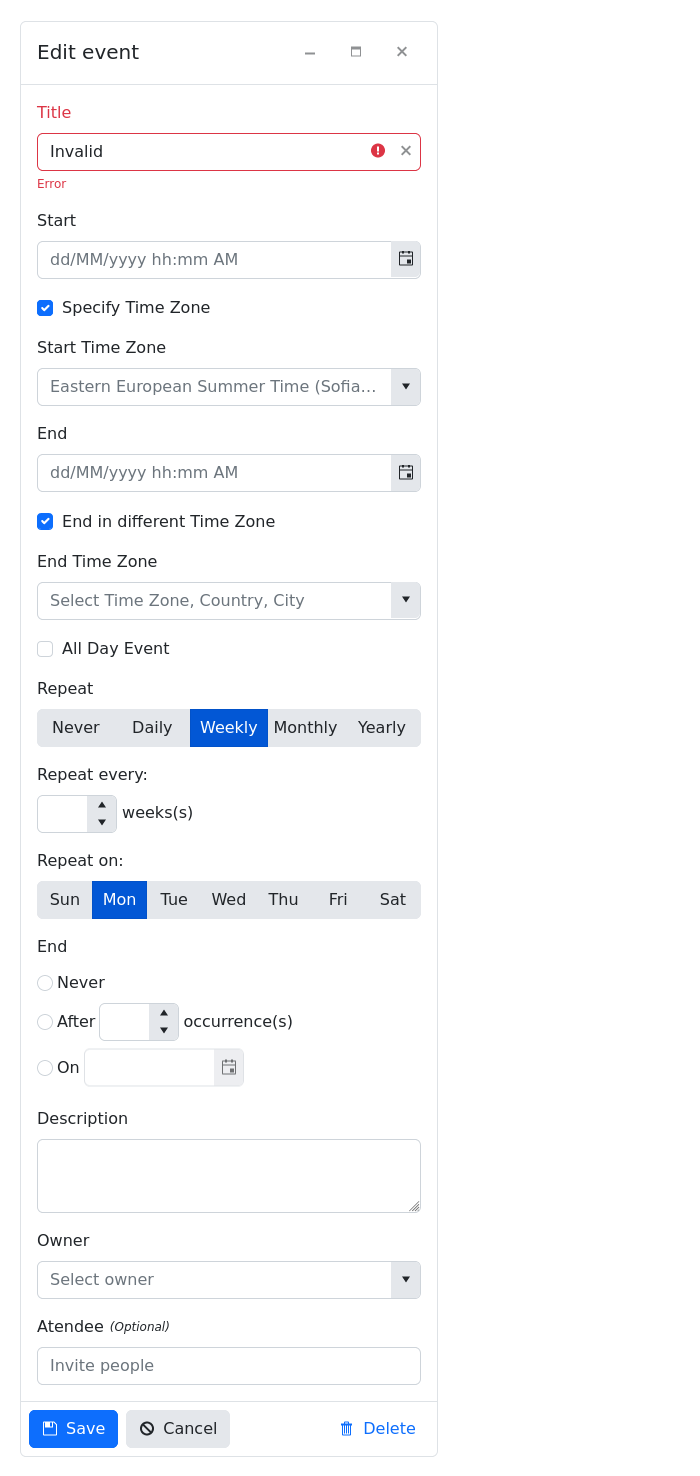 Edit event
Title
Invalid
Error
Start
dd/MM/yyyy hh:mm AM
Specify Time Zone
Start Time Zone
Eastern European Summer Time (Sofia...
End
dd/MM/yyyy hh:mm AM
End in different Time Zone
End Time Zone
Select Time Zone, Country, City
All Day Event
Repeat
Never Daily Weekly Monthly Yearly
Repeat every:
weeks(s)
Repeat on:
Sun Mon Tue Wed Thu Fri Sat
End
Never
After occurrence(s)
On
Description
Owner
Select owner
Atendee (Optional)
Invite people
Save Cancel Delete